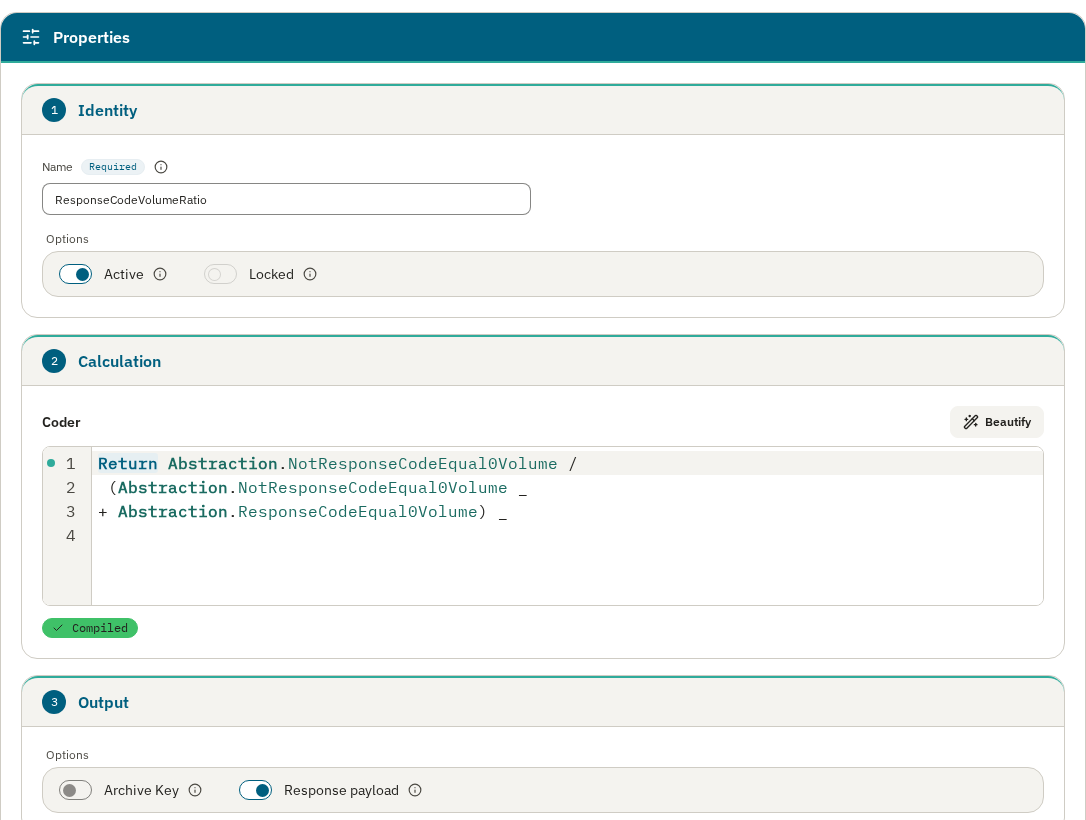 Properties
1 Identity
Name Required
ResponseCodeVolumeRatio
Options
Active Locked
2 Calculation
Coder Beautify
1 Return Abstraction.NotResponseCodeEqual0Volume /
2 (Abstraction.NotResponseCodeEqual0Volume _
3 + Abstraction.ResponseCodeEqual0Volume) _
4
Compiled
3 Output
Options
Archive Key Response payload